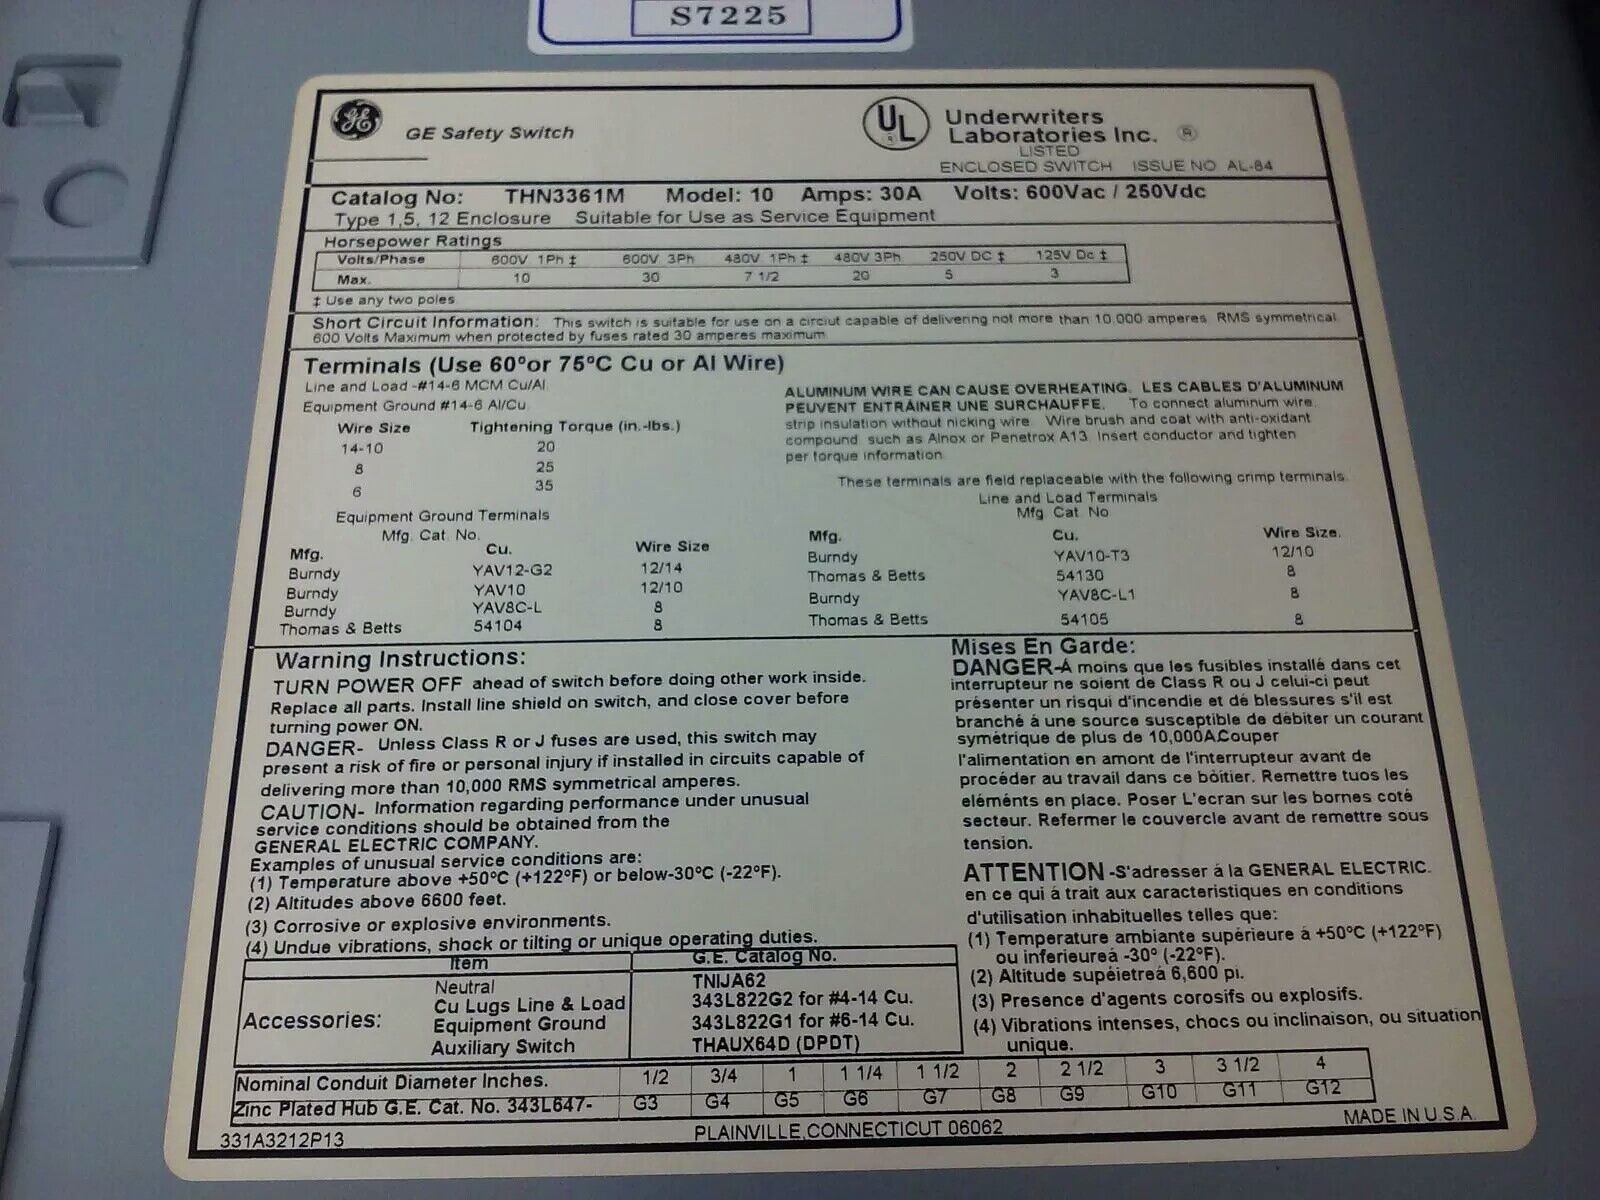 S7225
GE
GE Safety Switch
UL
Underwriters
Laboratories Inc. ®
LISTED
ENCLOSED SWITCH ISSUE NO AL-84
Catalog No: THN3361M Model: 10 Amps: 30A Volts: 600Vac / 250Vdc
Type 1,5, 12 Enclosure Suitable for Use as Service Equipment
Horsepower Ratings
Volts/Phase 600V 1Ph ‡ 600V 3Ph 480V 1Ph ‡ 480V 3Ph 250V DC ‡ 125V Dc ‡
Max. 10 30 7 1/2 20 5 3
‡ Use any two poles
Short Circuit Information: This switch is suitable for use on a circiut capable of delivering not more than 10,000 amperes RMS symmetrical
600 Volts Maximum when protected by fuses rated 30 amperes maximum
Terminals (Use 60°or 75°C Cu or Al Wire)
Line and Load -#14-6 MCM Cu/Al
Equipment Ground #14-6 Al/Cu
Wire Size Tightening Torque (in.-lbs.)
14-10 20
8 25
6 35
ALUMINUM WIRE CAN CAUSE OVERHEATING. LES CABLES D'ALUMINUM
PEUVENT ENTRAINER UNE SURCHAUFFE. To connect aluminum wire,
strip insulation without nicking wire Wire brush and coat with anti-oxidant
compound such as Alnox or Penetrox A13 Insert conductor and tighten
per torque information
These terminals are field replaceable with the following crimp terminals.
Equipment Ground Terminals
Mfg. Cat. No.
Mfg. Cu. Wire Size
Burndy YAV12-G2 12/14
Burndy YAV10 12/10
Burndy YAV8C-L 8
Thomas & Betts 54104 8
Line and Load Terminals
Mfg Cat No
Mfg. Cu. Wire Size.
Burndy YAV10-T3 12/10
Thomas & Betts 54130 8
Burndy YAV8C-L1 8
Thomas & Betts 54105 8
Warning Instructions:
TURN POWER OFF ahead of switch before doing other work inside.
Replace all parts. Install line shield on switch, and close cover before
turning power ON.
DANGER- Unless Class R or J fuses are used, this switch may
present a risk of fire or personal injury if installed in circuits capable of
delivering more than 10,000 RMS symmetrical amperes.
CAUTION- Information regarding performance under unusual
service conditions should be obtained from the
GENERAL ELECTRIC COMPANY.
Examples of unusual service conditions are:
(1) Temperature above +50°C (+122°F) or below-30°C (-22°F).
(2) Altitudes above 6600 feet.
(3) Corrosive or explosive environments.
(4) Undue vibrations, shock or tilting or unique operating duties.
Mises En Garde:
DANGER-Á moins que les fusibles installé dans cet
interrupteur ne soient de Class R ou J celui-ci peut
présenter un risqui d'incendie et dé blessures s'il est
branché á une source susceptible de débiter un courant
symétrique de plus de 10,000A.Couper
l'alimentation en amont de l'interrupteur avant de
procéder au travail dans ce bôitier. Remettre tuos les
eléménts en place. Poser L'ecran sur les bornes coté
secteur. Refermer le couvercle avant de remettre sous
tension.
ATTENTION -S'adresser á la GENERAL ELECTRIC.
en ce qui á trait aux caracteristiques en conditions
d'utilisation inhabituelles telles que:
(1) Temperature ambiante supérieure á +50°C (+122°F)
ou inferieureá -30° (-22°F).
(2) Altitude supéietreá 6,600 pi.
(3) Presence d'agents corosifs ou explosifs.
(4) Vibrations intenses, chocs ou inclinaison, ou situation
unique.
Item G.E. Catalog No.
Accessories:
Neutral TNIJA62
Cu Lugs Line & Load 343L822G2 for #4-14 Cu.
Equipment Ground 343L822G1 for #6-14 Cu.
Auxiliary Switch THAUX64D (DPDT)
Nominal Conduit Diameter Inches. 1/2 3/4 1 1 1/4 1 1/2 2 2 1/2 3 3 1/2 4
Zinc Plated Hub G.E. Cat. No. 343L647- G3 G4 G5 G6 G7 G8 G9 G10 G11 G12
331A3212P13 PLAINVILLE,CONNECTICUT 06062 MADE IN U.S.A.